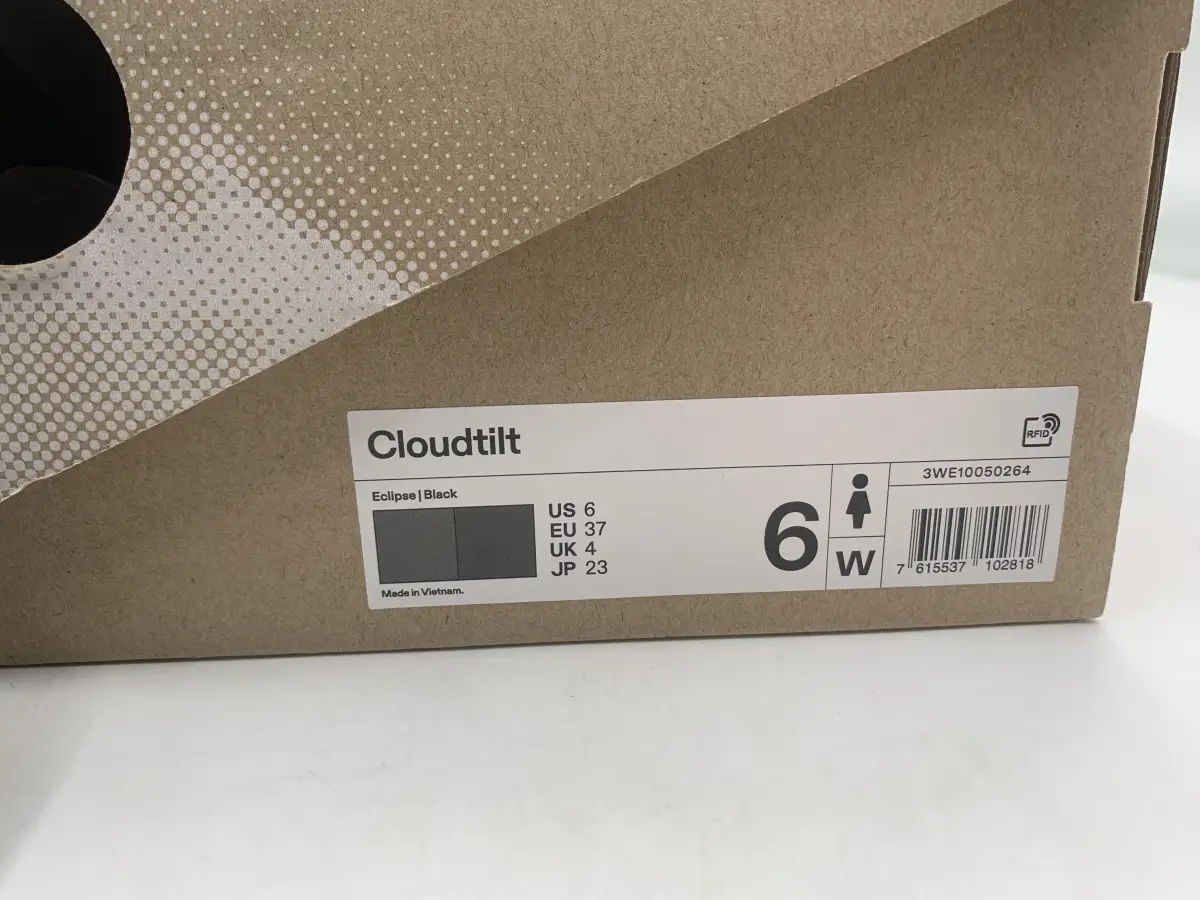 Cloudtilt
RFID
Eclipse | Black
US 6
EU 37
UK 4
JP 23
Made in Vietnam.
6
W
3WE10050264
7 615537 102818